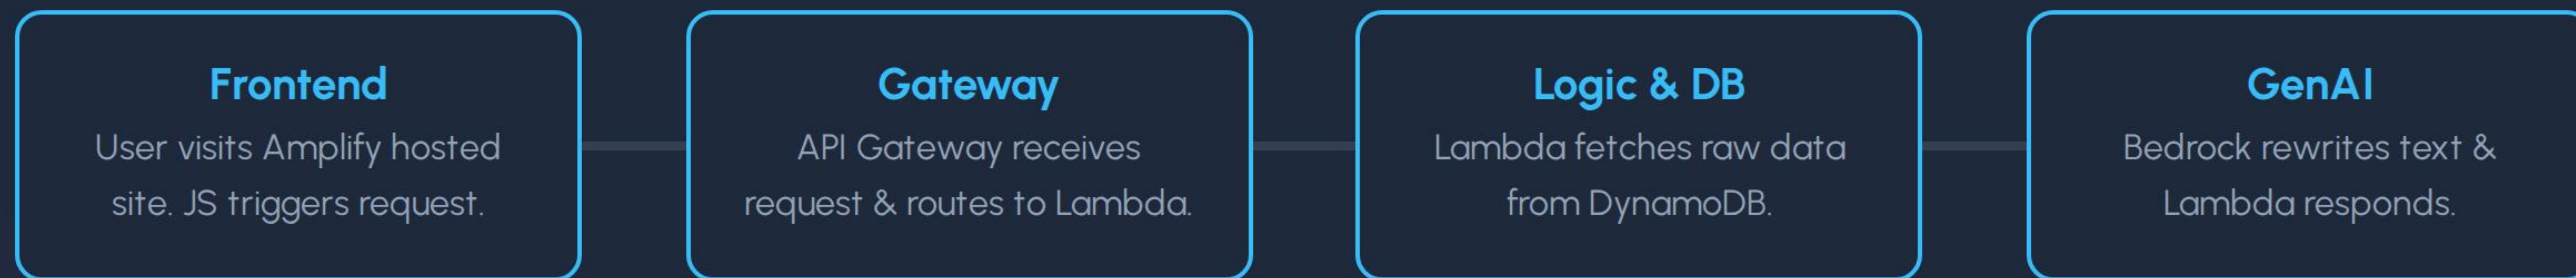 Frontend
User visits Amplify hosted
site. JS triggers request.
Gateway
API Gateway receives
request & routes to Lambda.
Logic & DB
Lambda fetches raw data
from DynamoDB.
GenAI
Bedrock rewrites text &
Lambda responds.